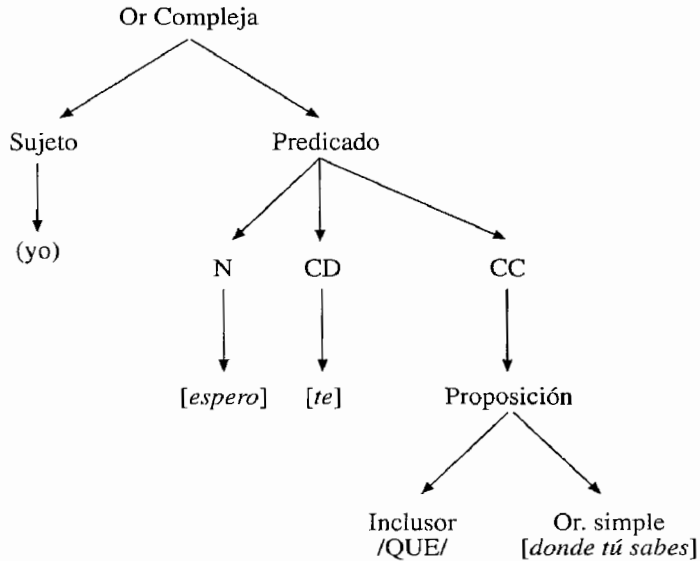 Or Compleja
Sujeto Predicado
(yo)
N CD CC
[espero] [te] Proposición
Inclusor Or. simple
/QUE/ [donde tú sabes]